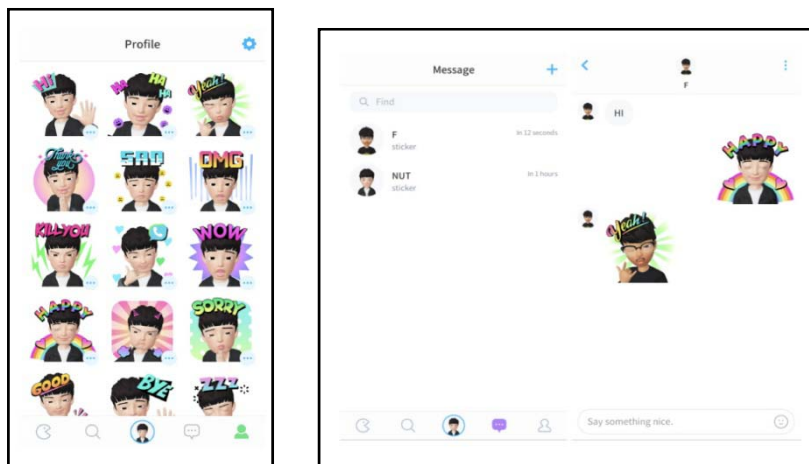 Profile
HI
HA HA HA
Yeah!
Thank you
SAD
OMG
KILL YOU
WOW
HAPPY
SORRY
GOOD
BYE
ZZZ
Message
Find
F
sticker
In 12 seconds
NUT
sticker
In 1 hours
F
HI
HAPPY
Yeah!
Say something nice.